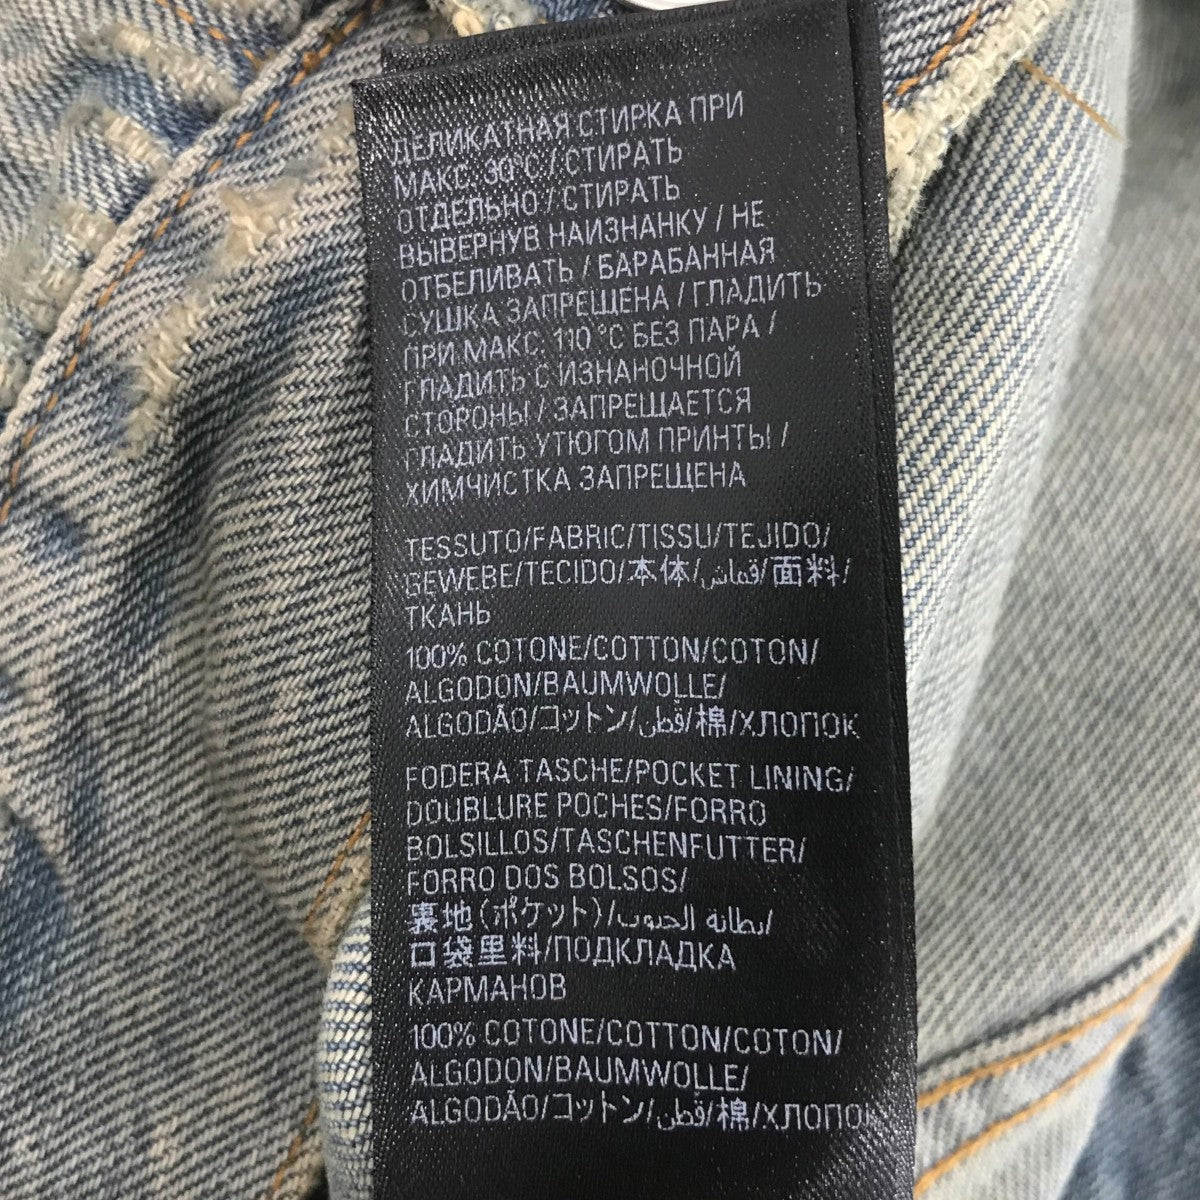 ДЕЛИКАТНАЯ СТИРКА ПРИ
МАКС. 30°C / СТИРАТЬ
ОТДЕЛЬНО / СТИРАТЬ
ВЫВЕРНУВ НАИЗНАНКУ / НЕ
ОТБЕЛИВАТЬ / БАРАБАННАЯ
СУШКА ЗАПРЕЩЕНА / ГЛАДИТЬ
ПРИ МАКС. 110 °C БЕЗ ПАРА /
ГЛАДИТЬ С ИЗНАНОЧНОЙ
СТОРОНЫ / ЗАПРЕЩАЕТСЯ
ГЛАДИТЬ УТЮГОМ ПРИНТЫ /
ХИМЧИСТКА ЗАПРЕЩЕНА
TESSUTO/FABRIC/TISSU/TEJIDO/
GEWEBE/TECIDO/本体/قماش/面料/
ТКАНЬ
100% COTONE/COTTON/COTON/
ALGODON/BAUMWOLLE/
ALGODÃO/コットン/قطن/棉/ХЛОПОК
FODERA TASCHE/POCKET LINING/
DOUBLURE POCHES/FORRO
BOLSILLOS/TASCHENFUTTER/
FORRO DOS BOLSOS/
裏地(ポケット)/بطانة الجيوب/
口袋里料/ПОДКЛАДКА
КАРМАНОВ
100% COTONE/COTTON/COTON/
ALGODON/BAUMWOLLE/
ALGODÃO/コットン/قطن/棉/ХЛОПОК